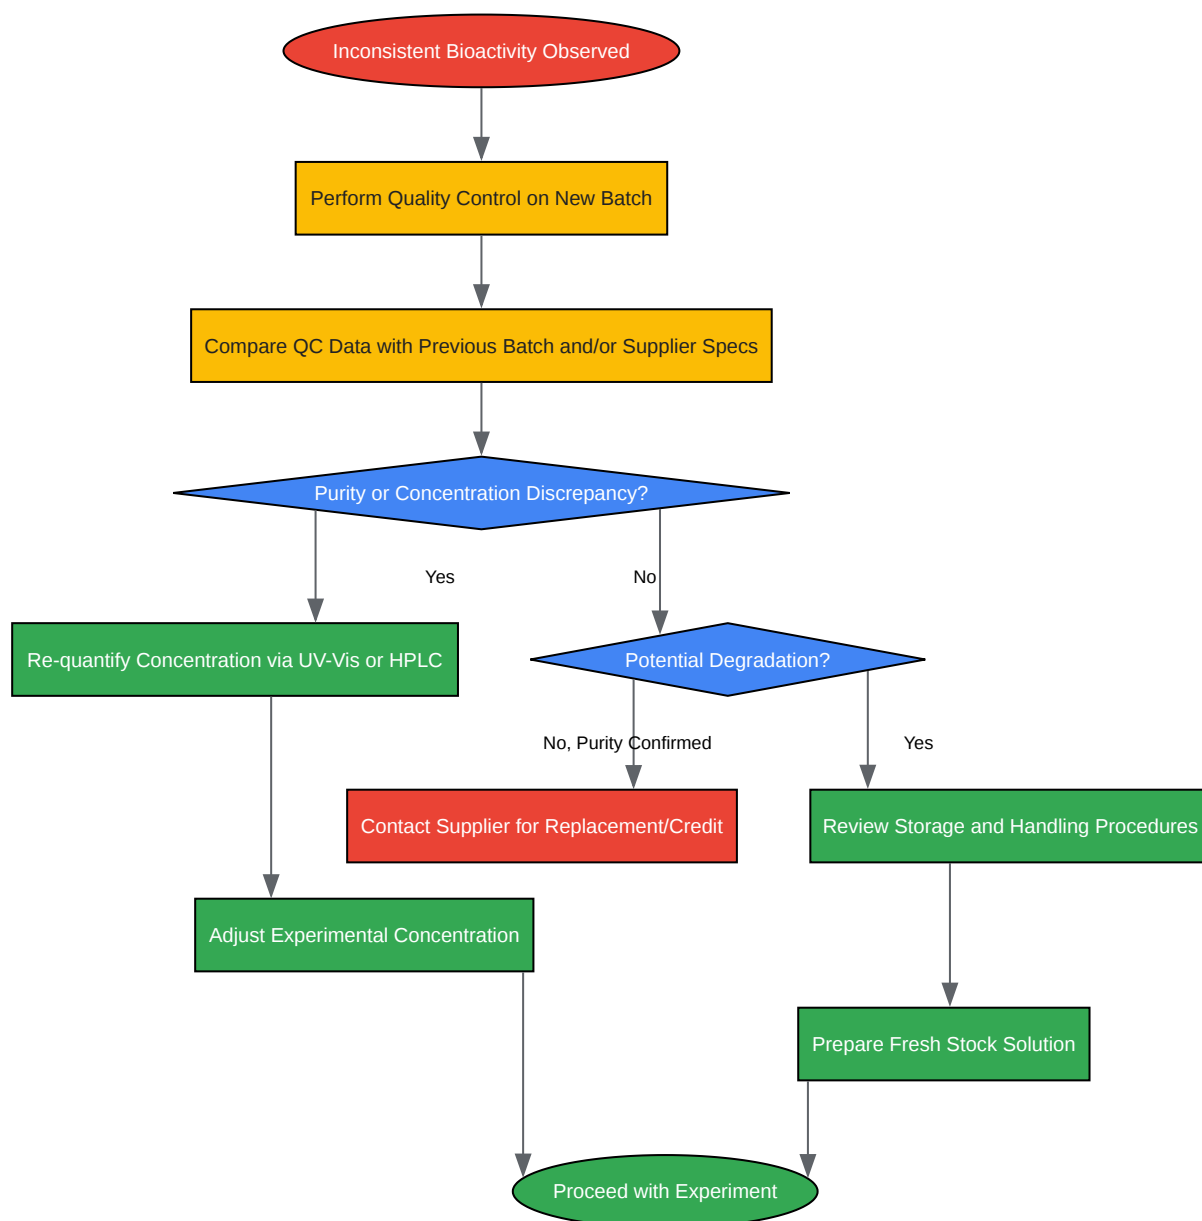 Inconsistent Bioactivity Observed
Perform Quality Control on New Batch
Compare QC Data with Previous Batch and/or Supplier Specs
Purity or Concentration Discrepancy?
Yes
No
Re-quantify Concentration via UV-Vis or HPLC
Potential Degradation?
No, Purity Confirmed
Yes
Contact Supplier for Replacement/Credit
Review Storage and Handling Procedures
Adjust Experimental Concentration
Prepare Fresh Stock Solution
Proceed with Experiment